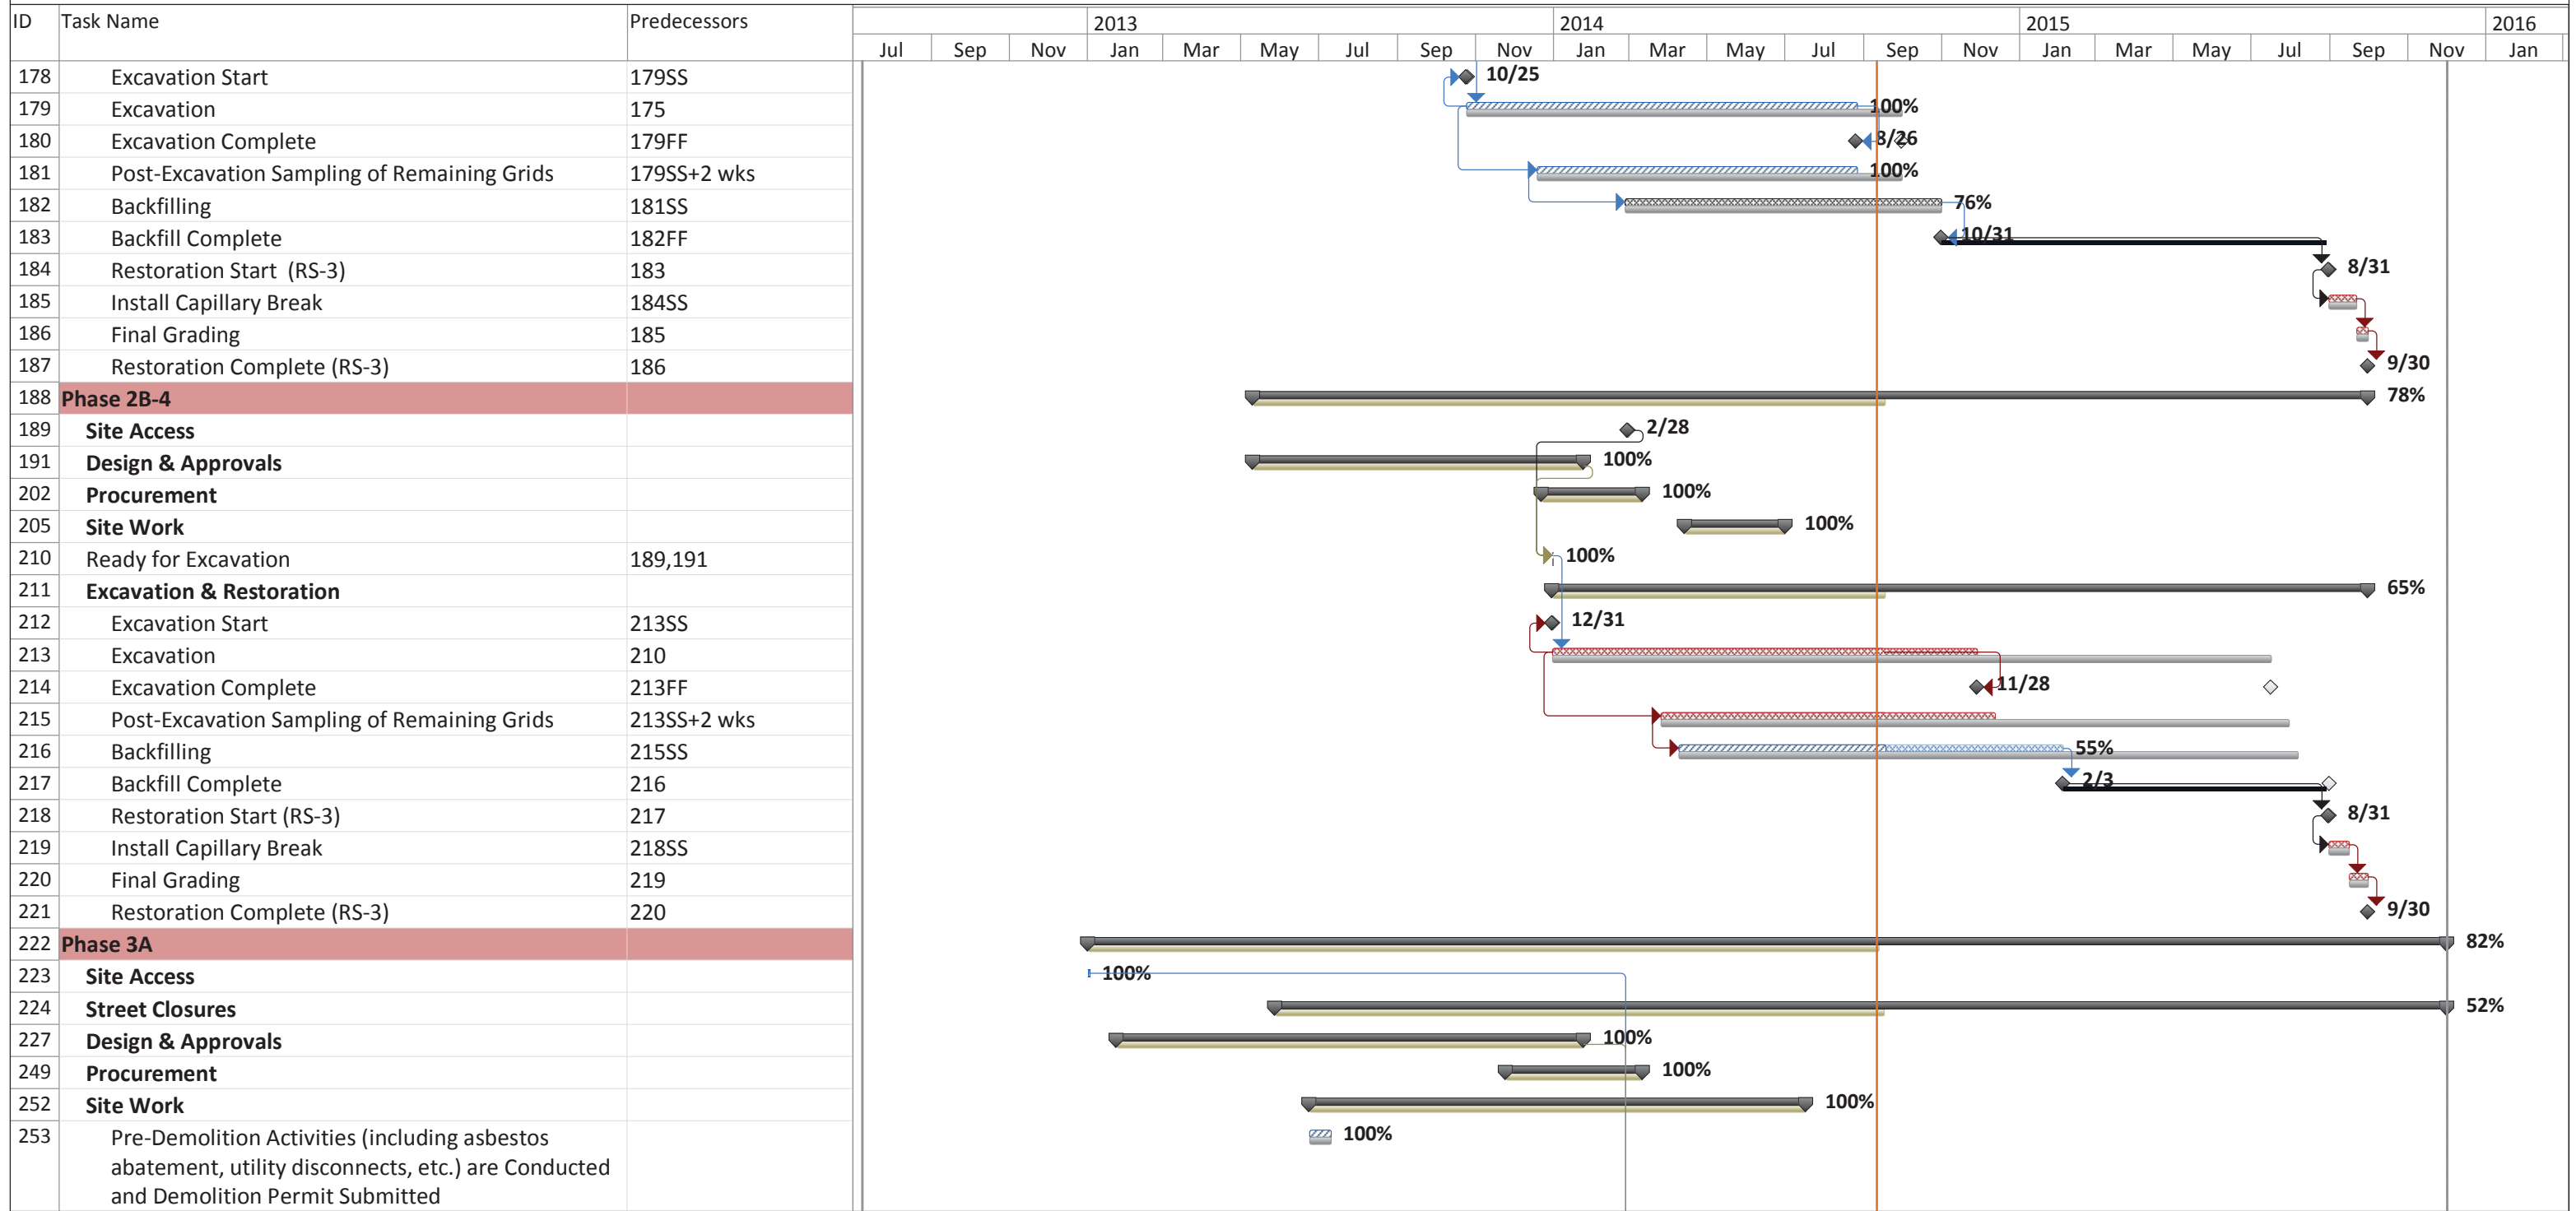 ID Task Name Predecessors 2013 2014 2015 2016
Jul Sep Nov Jan Mar May Jul Sep Nov Jan Mar May Jul Sep Nov Jan Mar May Jul Sep Nov Jan
178 Excavation Start 179SS 10/25
179 Excavation 175 100%
180 Excavation Complete 179FF 8/26
181 Post-Excavation Sampling of Remaining Grids 179SS+2 wks 100%
182 Backfilling 181SS 76%
183 Backfill Complete 182FF 10/31
184 Restoration Start (RS-3) 183 8/31
185 Install Capillary Break 184SS
186 Final Grading 185
187 Restoration Complete (RS-3) 186 9/30
188 Phase 2B-4 78%
189 Site Access 2/28
191 Design & Approvals 100%
202 Procurement 100%
205 Site Work 100%
210 Ready for Excavation 189,191 100%
211 Excavation & Restoration 65%
212 Excavation Start 213SS 12/31
213 Excavation 210
214 Excavation Complete 213FF 11/28
215 Post-Excavation Sampling of Remaining Grids 213SS+2 wks
216 Backfilling 215SS 55%
217 Backfill Complete 216 2/3
218 Restoration Start (RS-3) 217 8/31
219 Install Capillary Break 218SS
220 Final Grading 219
221 Restoration Complete (RS-3) 220 9/30
222 Phase 3A 82%
223 Site Access 100%
224 Street Closures 52%
227 Design & Approvals 100%
249 Procurement 100%
252 Site Work 100%
253 Pre-Demolition Activities (including asbestos 100%
abatement, utility disconnects, etc.) are Conducted
and Demolition Permit Submitted